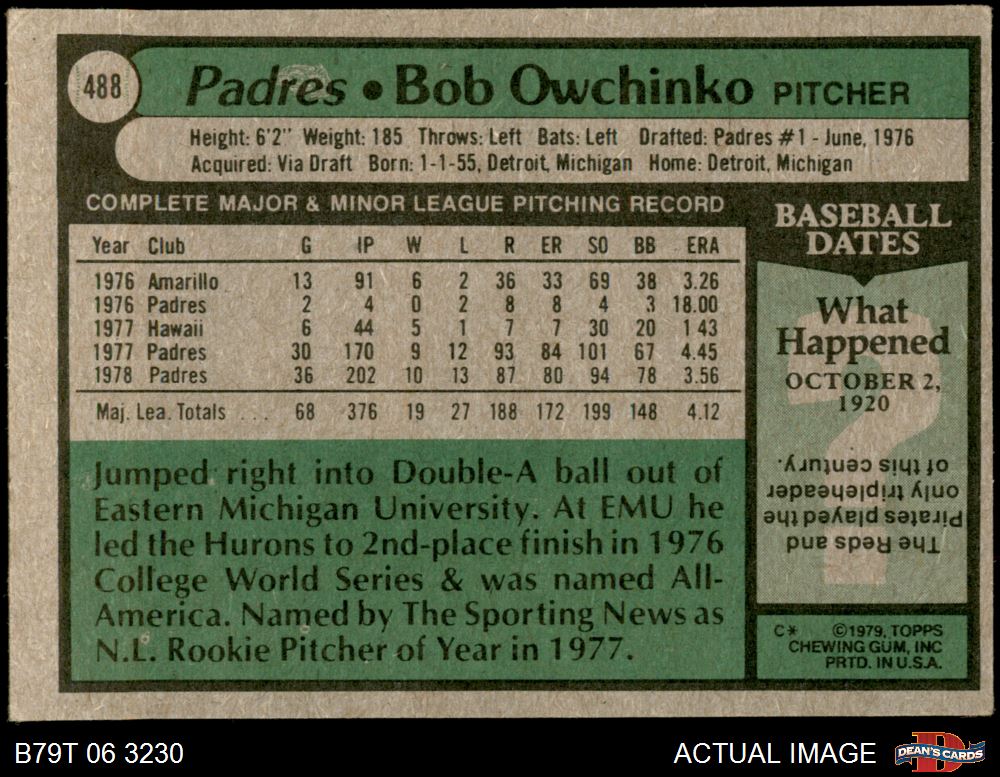 488
Padres • Bob Owchinko PITCHER
Height: 6'2" Weight: 185 Throws: Left Bats: Left Drafted: Padres #1 - June, 1976
Acquired: Via Draft Born: 1-1-55, Detroit, Michigan Home: Detroit, Michigan
COMPLETE MAJOR & MINOR LEAGUE PITCHING RECORD
Year Club G IP W L R ER SO BB ERA
1976 Amarillo 13 91 6 2 36 33 69 38 3.26
1976 Padres 2 4 0 2 8 8 4 3 18.00
1977 Hawaii 6 44 5 1 7 7 30 20 1 43
1977 Padres 30 170 9 12 93 84 101 67 4.45
1978 Padres 36 202 10 13 87 80 94 78 3.56
Maj. Lea. Totals . . . 68 376 19 27 188 172 199 148 4.12
Jumped right into Double-A ball out of
Eastern Michigan University. At EMU he
led the Hurons to 2nd-place finish in 1976
College World Series & was named All-
America. Named by The Sporting News as
N.L. Rookie Pitcher of Year in 1977.
BASEBALL
DATES
What
Happened
OCTOBER 2,
1920
?
The Reds and
Pirates played the
only tripleheader
of this century.
C* ©1979, TOPPS
CHEWING GUM, INC
PRTD. IN U.S.A.
B79T 06 3230
ACTUAL IMAGE
D
DEAN'S CARDS